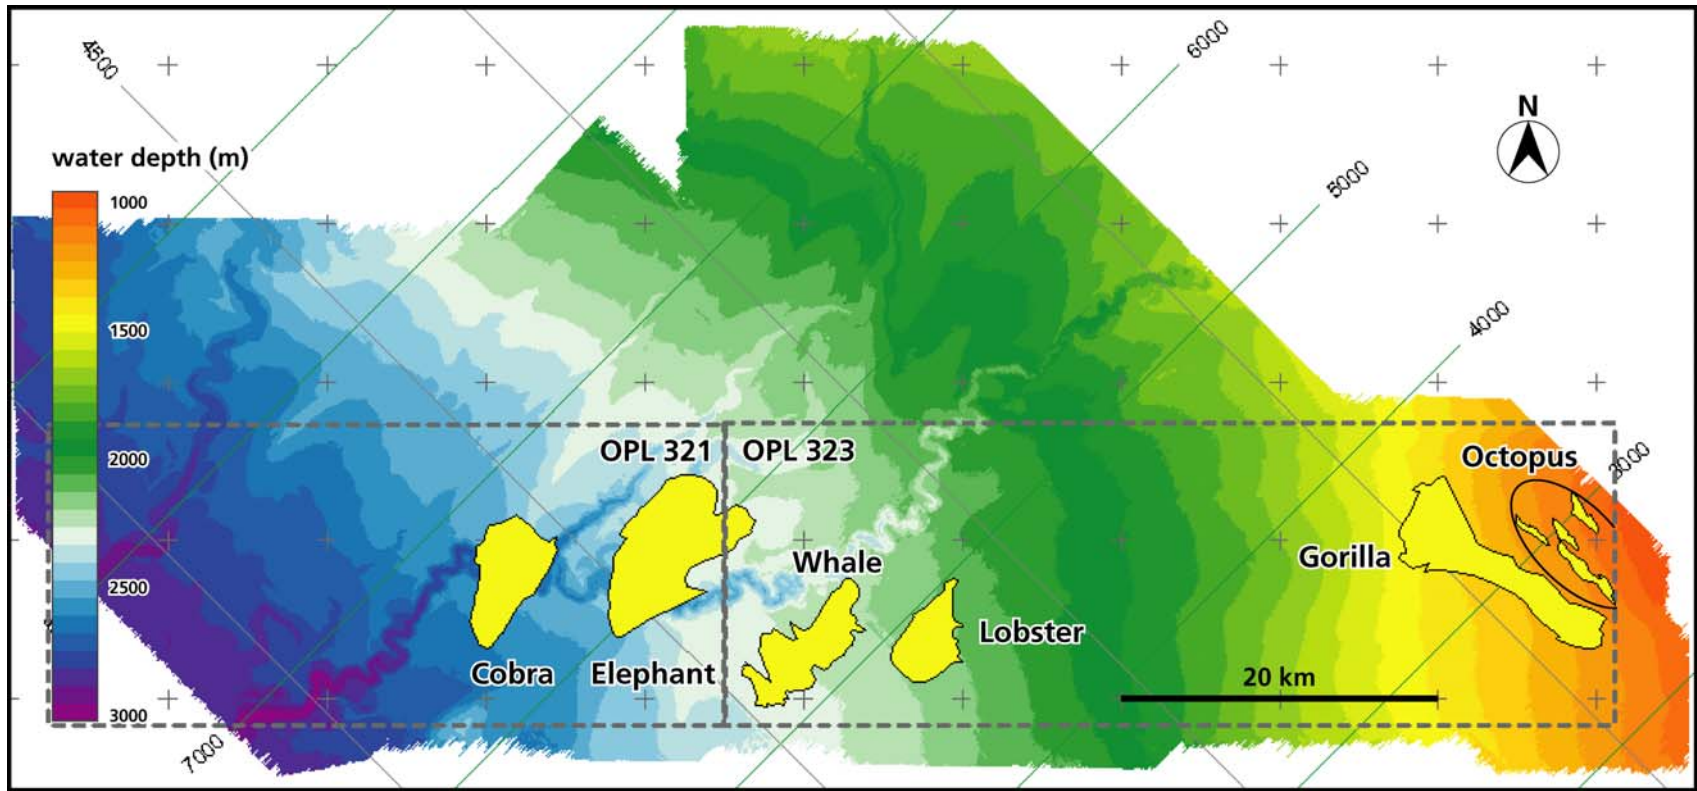 4500
6000
N
water depth (m)
5000
1000
4000
1500
OPL 321
OPL 323
Octopus
2000
3000
Gorilla
Whale
2500
Lobster
Cobra
Elephant
20 km
3000
7000